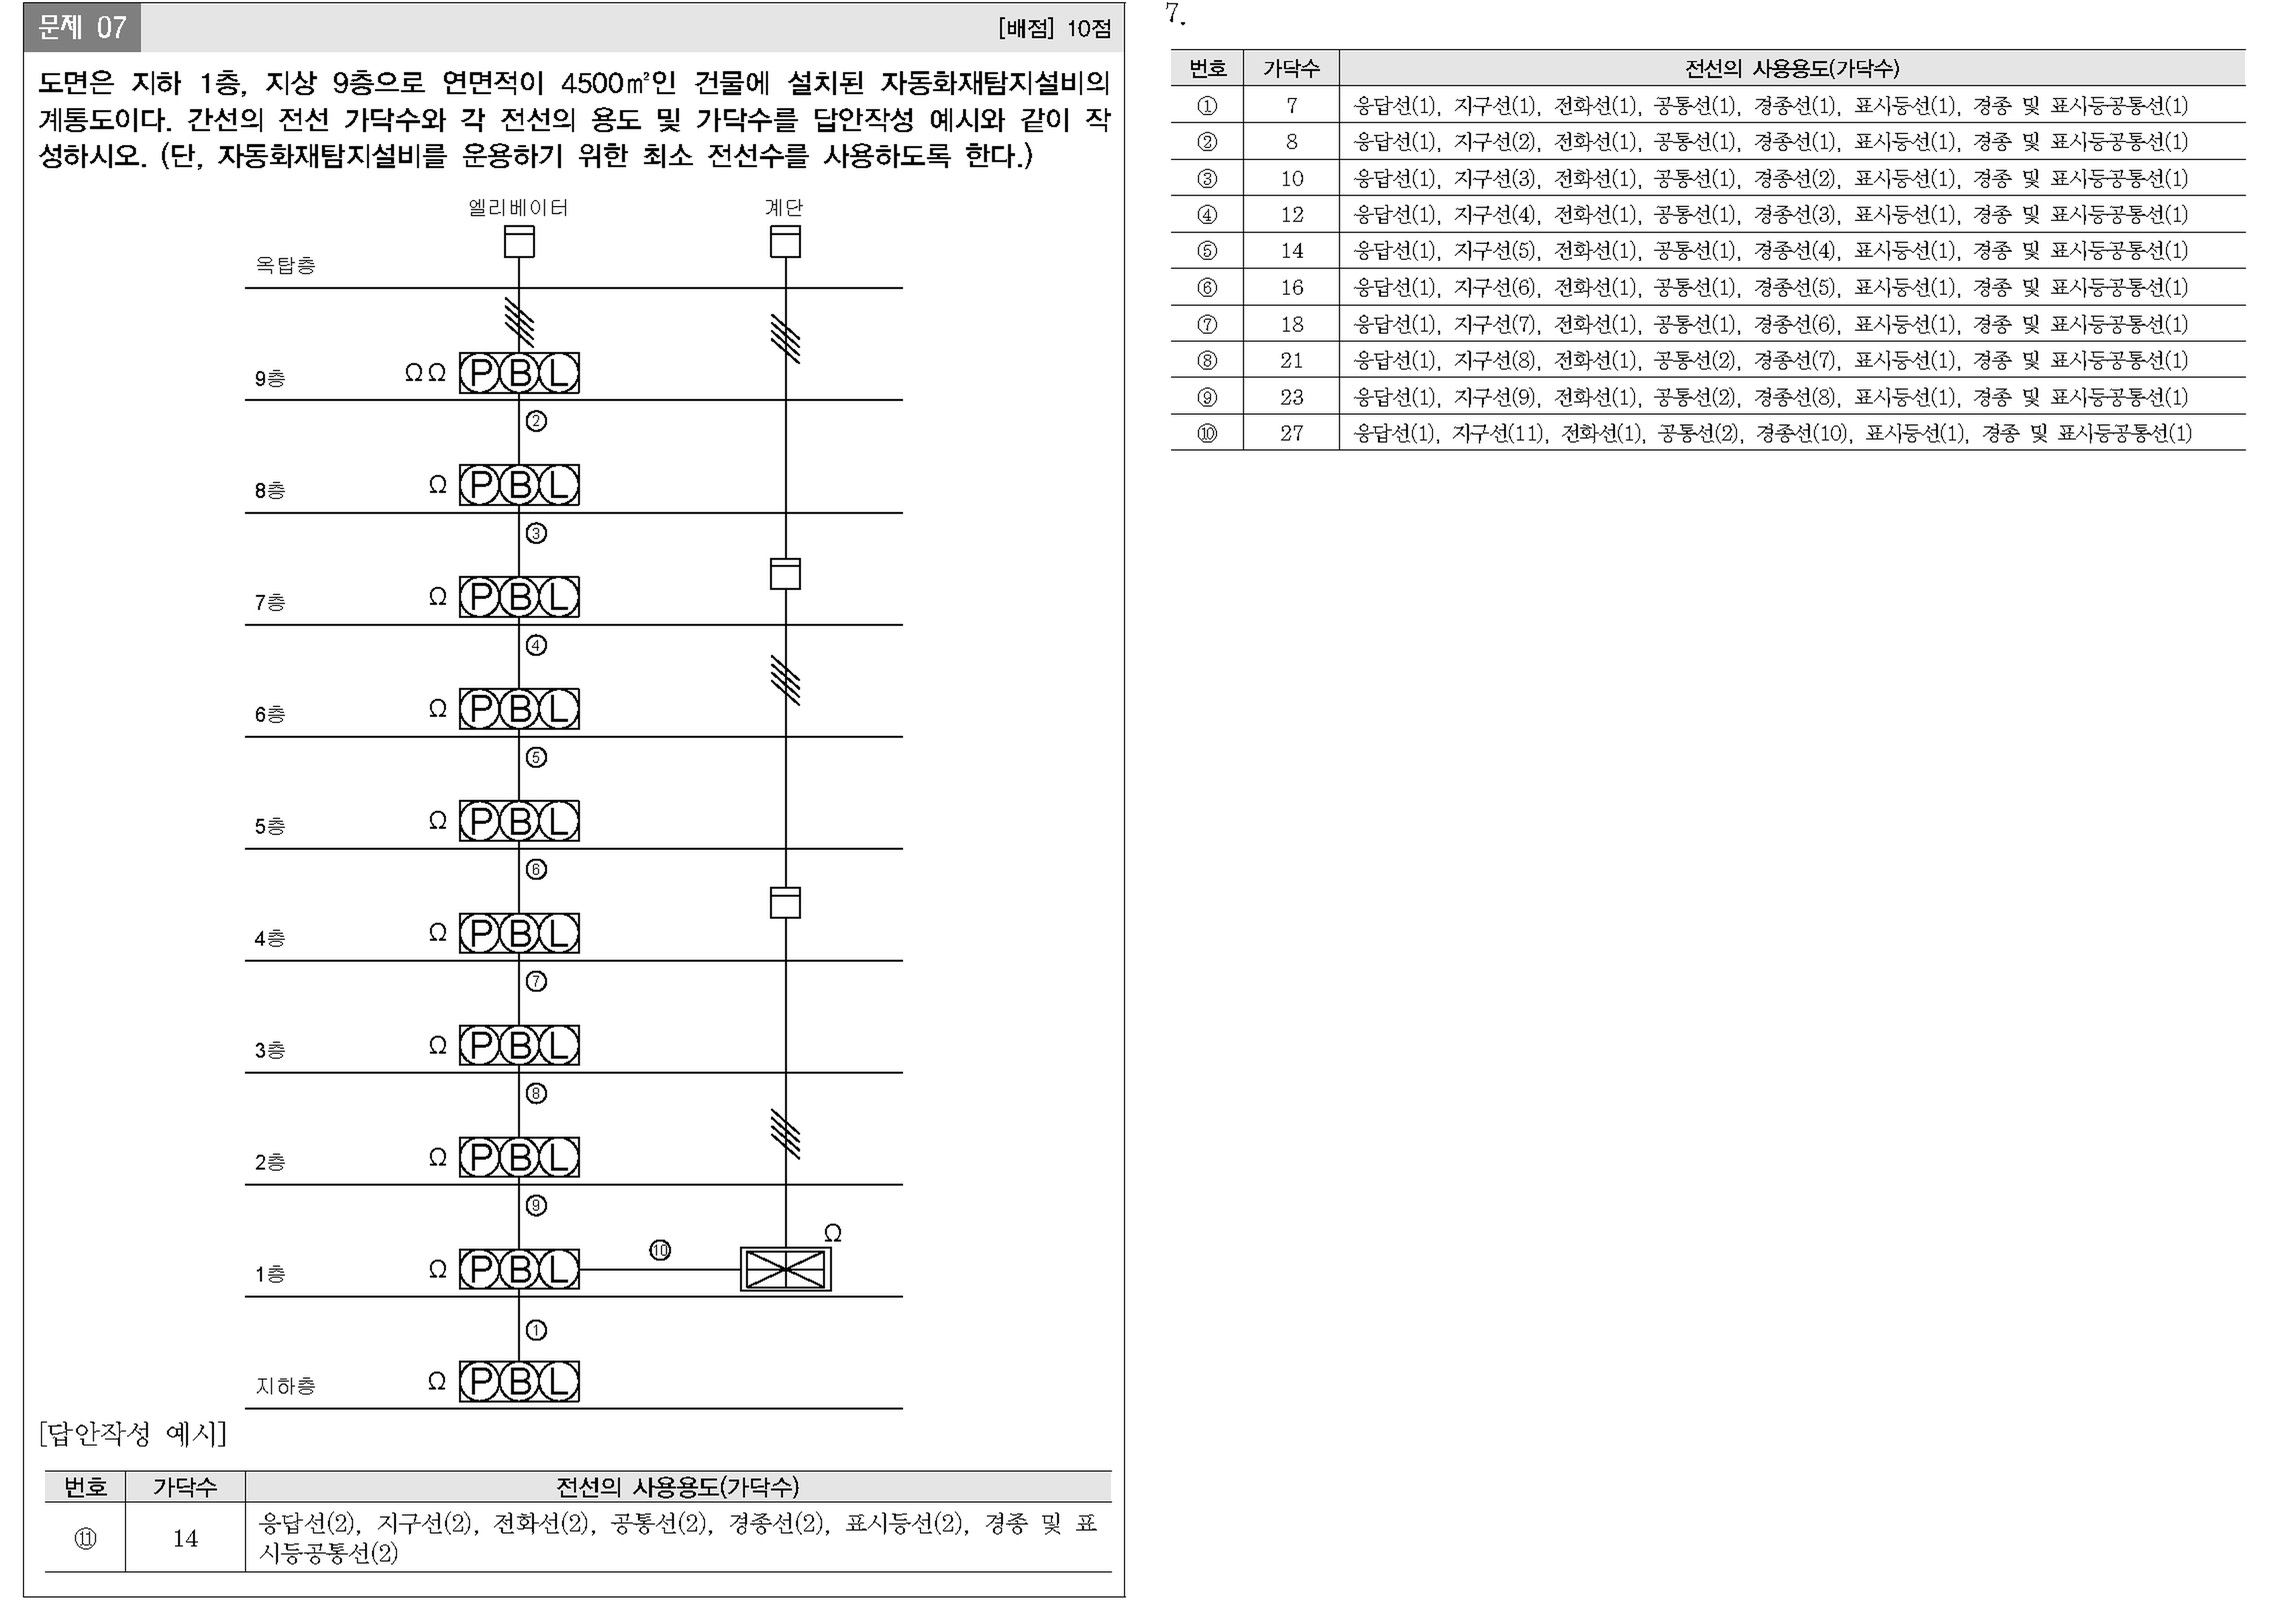 문제 07
[배점] 10점
도면은 지하 1층, 지상 9층으로 연면적이 4500㎡인 건물에 설치된 자동화재탐지설비의
계통도이다. 간선의 전선 가닥수와 각 전선의 용도 및 가닥수를 답안작성 예시와 같이 작
성하시오. (단, 자동화재탐지설비를 운용하기 위한 최소 전선수를 사용하도록 한다.)
엘리베이터 계단
옥탑층
9층 Ω Ω P B L
②
8층 Ω P B L
③
7층 Ω P B L
④
6층 Ω P B L
⑤
5층 Ω P B L
⑥
4층 Ω P B L
⑦
3층 Ω P B L
⑧
2층 Ω P B L
⑨
1층 Ω P B L ⑩ Ω
①
지하층 Ω P B L
[답안작성 예시]
번호 가닥수 전선의 사용용도(가닥수)
⑪ 14 응답선(2), 지구선(2), 전화선(2), 공통선(2), 경종선(2), 표시등선(2), 경종 및 표
시등공통선(2)
7.
번호 가닥수 전선의 사용용도(가닥수)
① 7 응답선(1), 지구선(1), 전화선(1), 공통선(1), 경종선(1), 표시등선(1), 경종 및 표시등공통선(1)
② 8 응답선(1), 지구선(2), 전화선(1), 공통선(1), 경종선(1), 표시등선(1), 경종 및 표시등공통선(1)
③ 10 응답선(1), 지구선(3), 전화선(1), 공통선(1), 경종선(2), 표시등선(1), 경종 및 표시등공통선(1)
④ 12 응답선(1), 지구선(4), 전화선(1), 공통선(1), 경종선(3), 표시등선(1), 경종 및 표시등공통선(1)
⑤ 14 응답선(1), 지구선(5), 전화선(1), 공통선(1), 경종선(4), 표시등선(1), 경종 및 표시등공통선(1)
⑥ 16 응답선(1), 지구선(6), 전화선(1), 공통선(1), 경종선(5), 표시등선(1), 경종 및 표시등공통선(1)
⑦ 18 응답선(1), 지구선(7), 전화선(1), 공통선(1), 경종선(6), 표시등선(1), 경종 및 표시등공통선(1)
⑧ 21 응답선(1), 지구선(8), 전화선(1), 공통선(2), 경종선(7), 표시등선(1), 경종 및 표시등공통선(1)
⑨ 23 응답선(1), 지구선(9), 전화선(1), 공통선(2), 경종선(8), 표시등선(1), 경종 및 표시등공통선(1)
⑩ 27 응답선(1), 지구선(11), 전화선(1), 공통선(2), 경종선(10), 표시등선(1), 경종 및 표시등공통선(1)